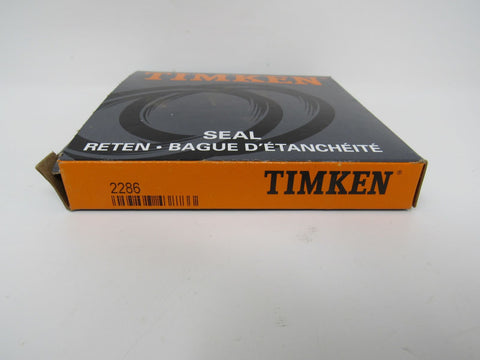 TIMKEN
SEAL
RETEN • BAGUE D'ÉTANCHÉITÉ
2286
TIMKEN®